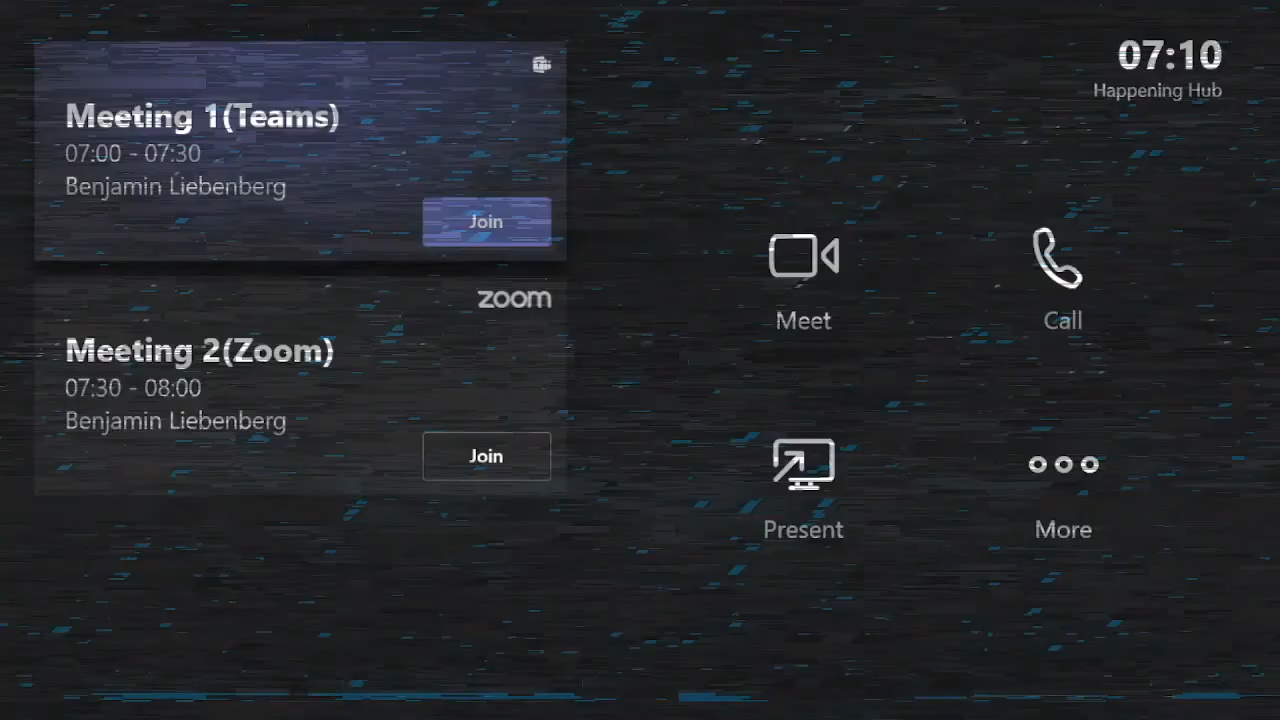 07:10
Happening Hub
Meeting 1(Teams)
07:00 - 07:30
Benjamin Liebenberg
Join
zoom
Meeting 2(Zoom)
07:30 - 08:00
Benjamin Liebenberg
Join
Meet
Call
Present
More